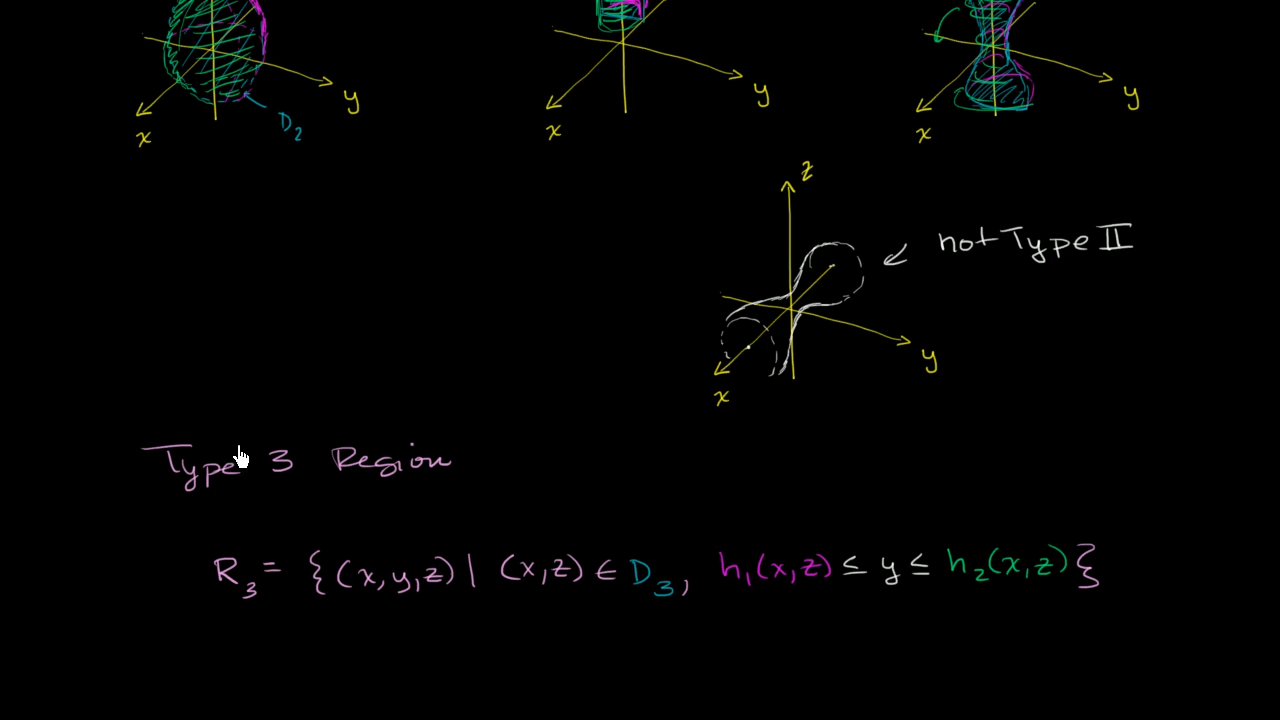 y
y
y
x
D₂
x
x
z
not Type II
y
x
Type 3 Region
R₃ = {(x,y,z) | (x,z) ∈ D₃, h₁(x,z) ≤ y ≤ h₂(x,z)}